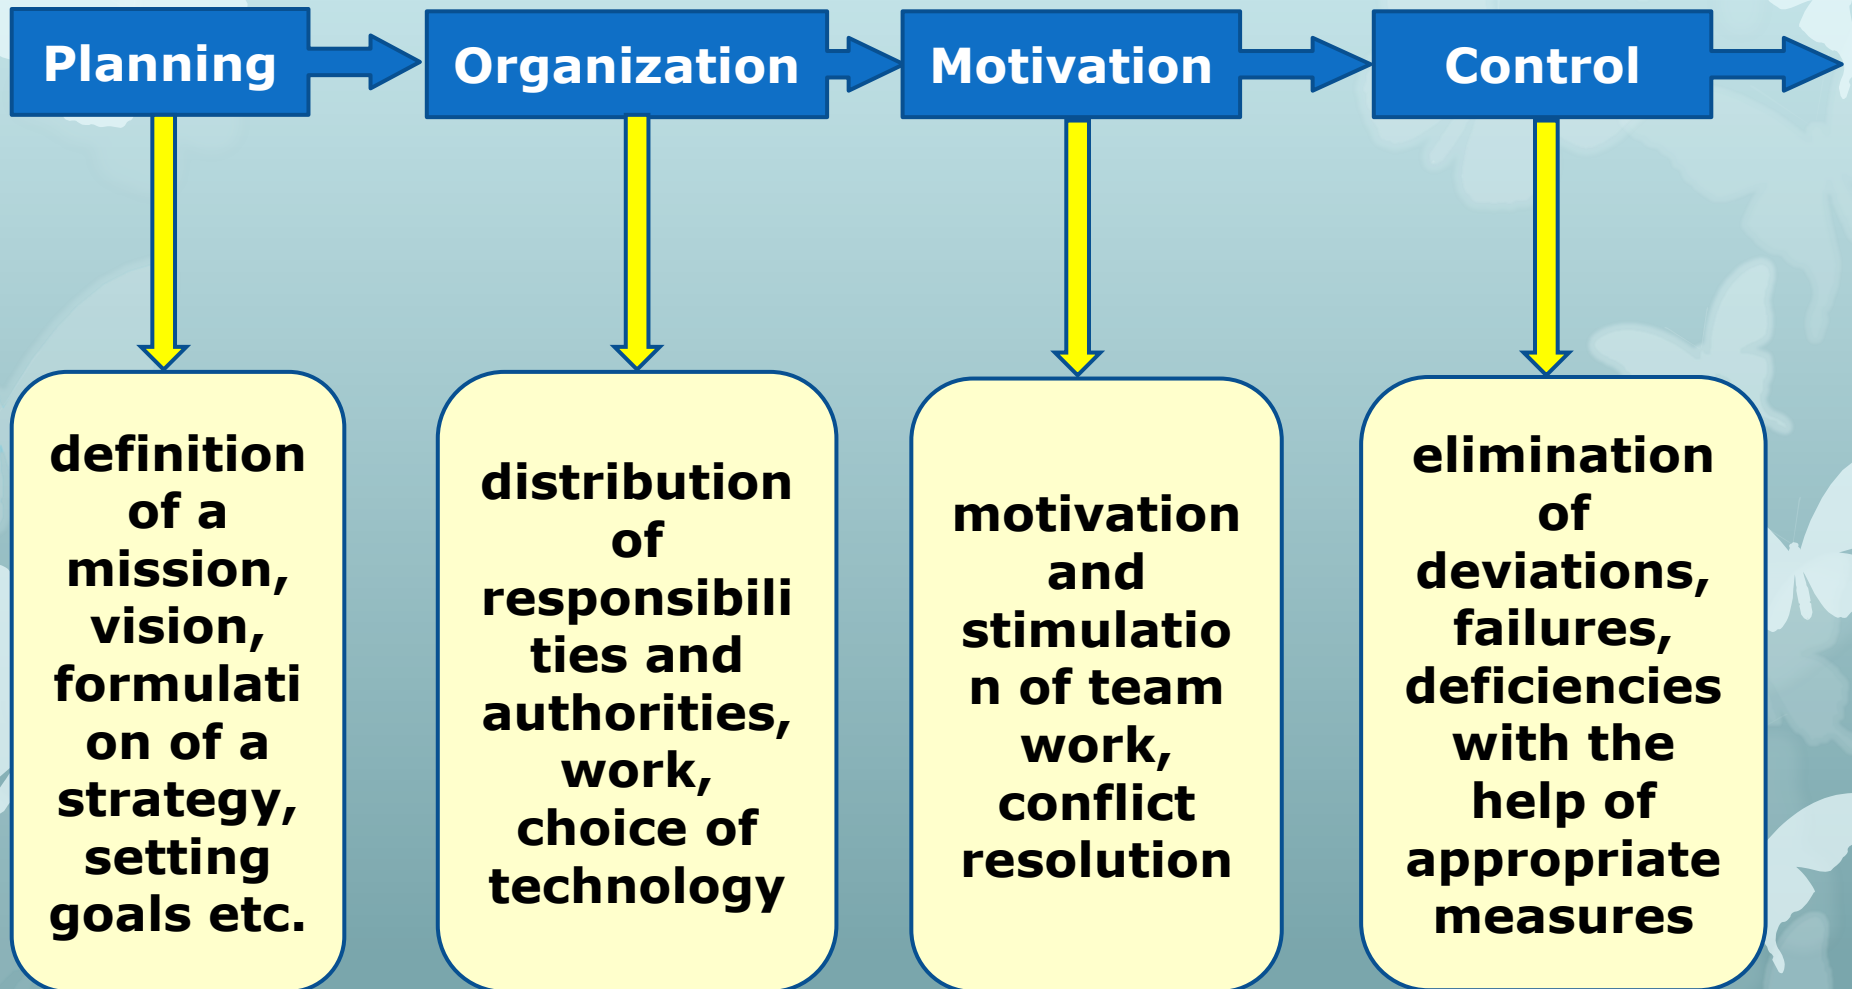 Planning
Organization
Motivation
Control
definition
of a
mission,
vision,
formulati
on of a
strategy,
setting
goals etc.
distribution
of
responsibili
ties and
authorities,
work,
choice of
technology
motivation
and
stimulatio
n of team
work,
conflict
resolution
elimination
of
deviations,
failures,
deficiencies
with the
help of
appropriate
measures